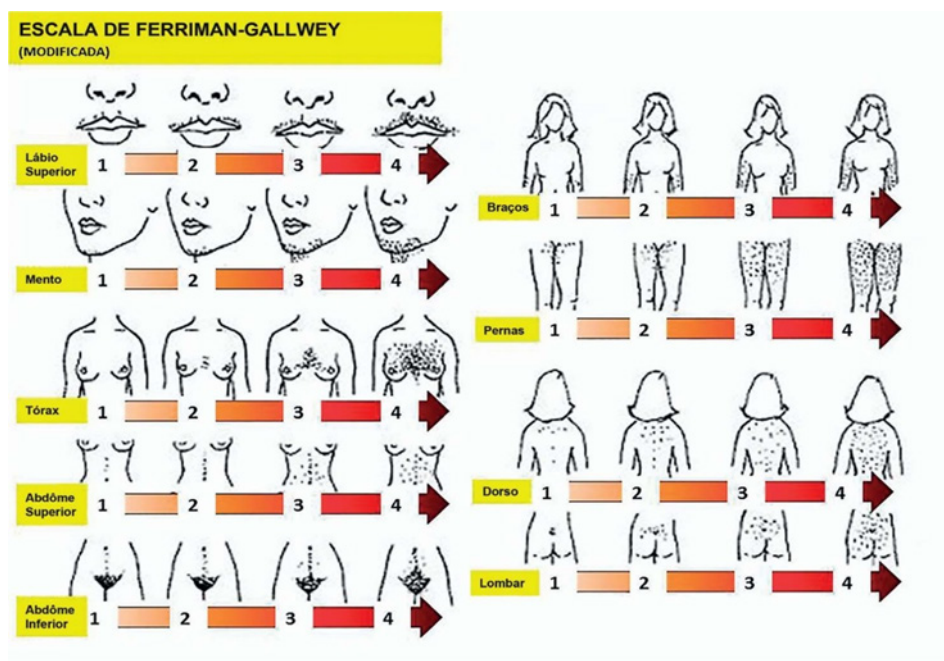 ESCALA DE FERRIMAN-GALLWEY
(MODIFICADA)
Lábio
Superior
1 2 3 4
Mento
1 2 3 4
Tórax
1 2 3 4
Abdôme
Superior
1 2 3 4
Abdôme
Inferior
1 2 3 4
Braços
1 2 3 4
Pernas
1 2 3 4
Dorso
1 2 3 4
Lombar
1 2 3 4